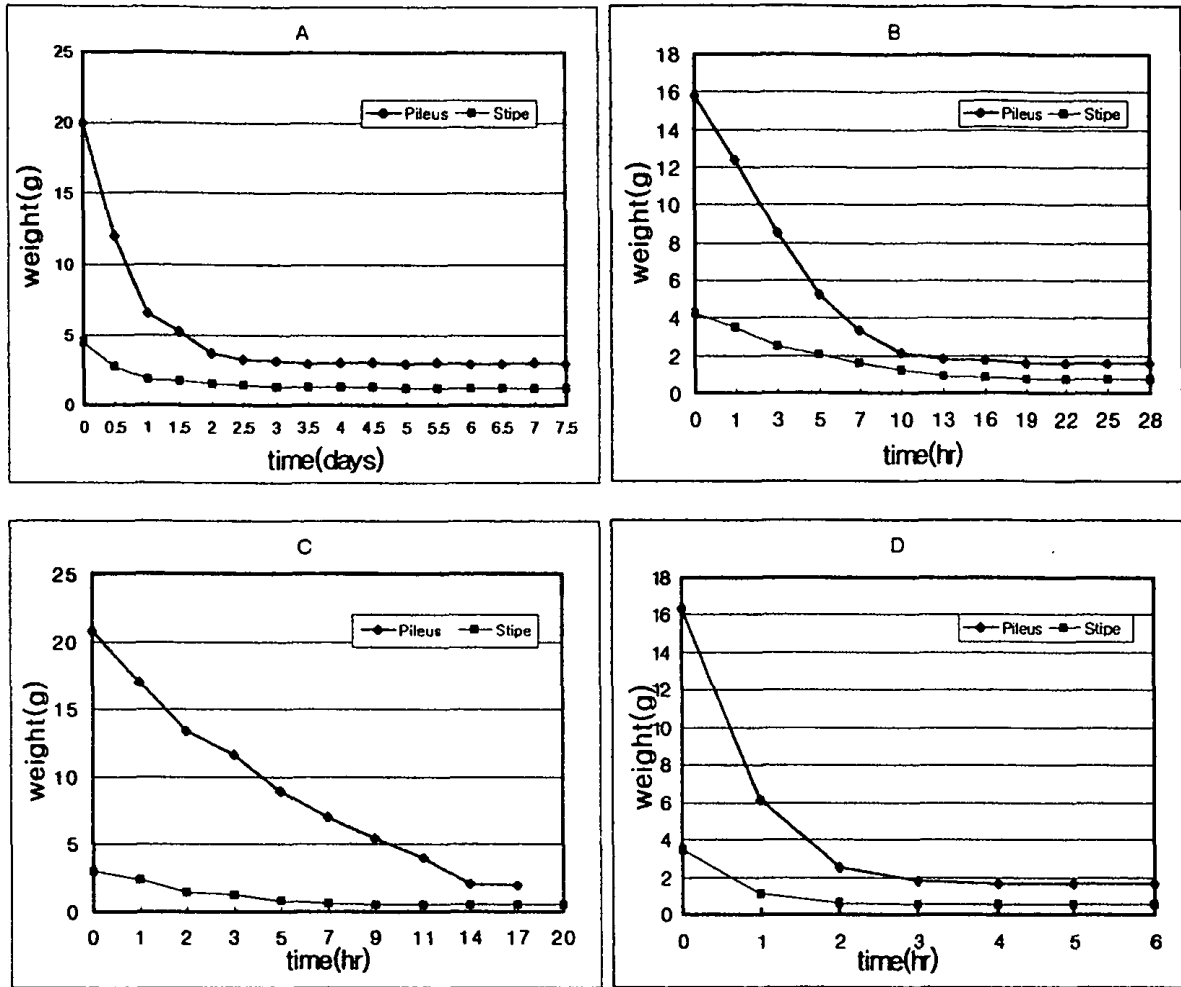 A
25
20
15
10
5
0
weight(g)
Pileus Stipe
0 0.5 1 1.5 2 2.5 3 3.5 4 4.5 5 5.5 6 6.5 7 7.5
time(days)
B
18
16
14
12
10
8
6
4
2
0
weight(g)
Pileus Stipe
0 1 3 5 7 10 13 16 19 22 25 28
time(hr)
C
25
20
15
10
5
0
weight(g)
Pileus Stipe
0 1 2 3 5 7 9 11 14 17 20
time(hr)
D
18
16
14
12
10
8
6
4
2
0
weight(g)
Pileus Stipe
0 1 2 3 4 5 6
time(hr)